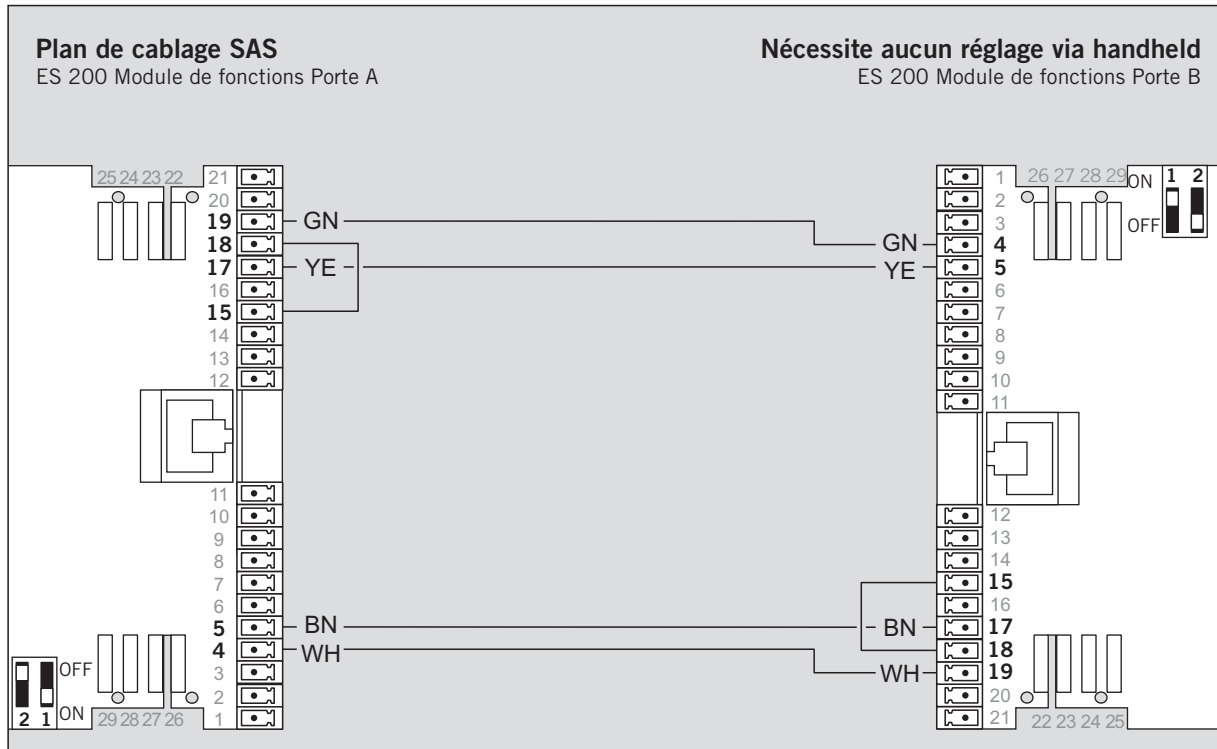 Plan de cablage SAS
ES 200 Module de fonctions Porte A
Nécessite aucun réglage via handheld
ES 200 Module de fonctions Porte B
25 24 23 22
21
20
19 GN
18
17 YE
16
15
14
13
12
11
10
9
8
7
6
5 BN
4 WH
3
2
1
OFF
ON
2 1
29 28 27 26
1
2
3
GN 4
YE 5
6
7
8
9
10
11
12
13
14
15
16
BN 17
18
WH 19
20
21
26 27 28 29
ON
OFF
1 2
22 23 24 25